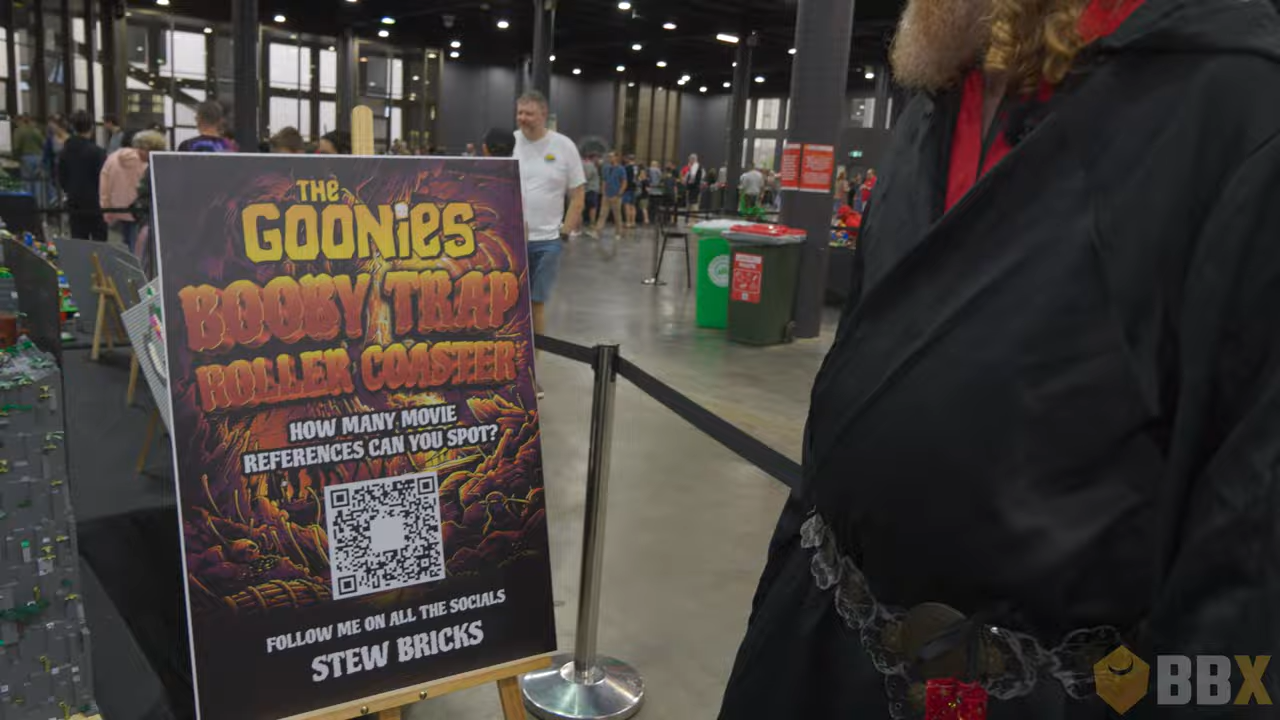 THE
GOONiES
BOOBY TRAP
ROLLER COASTER
HOW MANY MOVIE
REFERENCES CAN YOU SPOT?
FOLLOW ME ON ALL THE SOCIALS
STEW BRICKS
BBX